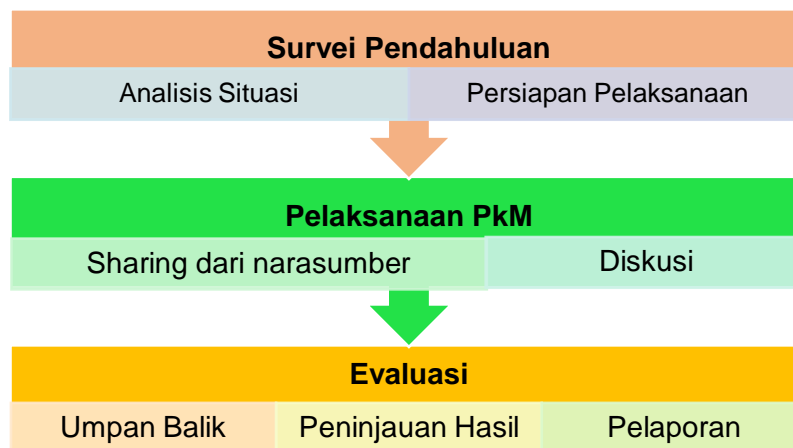 Survei Pendahuluan
Analisis Situasi
Persiapan Pelaksanaan
Pelaksanaan PkM
Sharing dari narasumber
Diskusi
Evaluasi
Umpan Balik
Peninjauan Hasil
Pelaporan